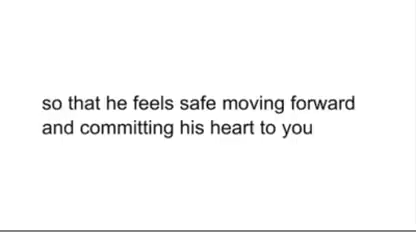 so that he feels safe moving forward
and committing his heart to you